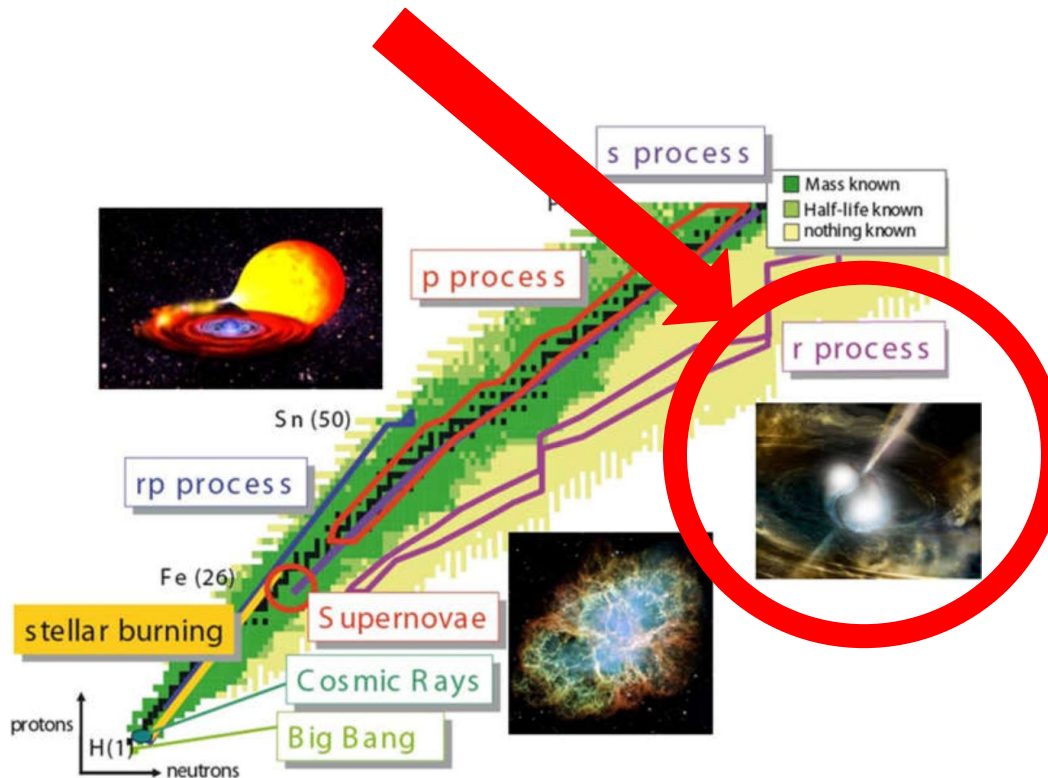 s process
Mass known
Half-life known
nothing known
p process
r process
Sn (50)
rp process
Fe (26)
stellar burning
Supernovae
Cosmic Rays
protons
H(1)
Big Bang
neutrons